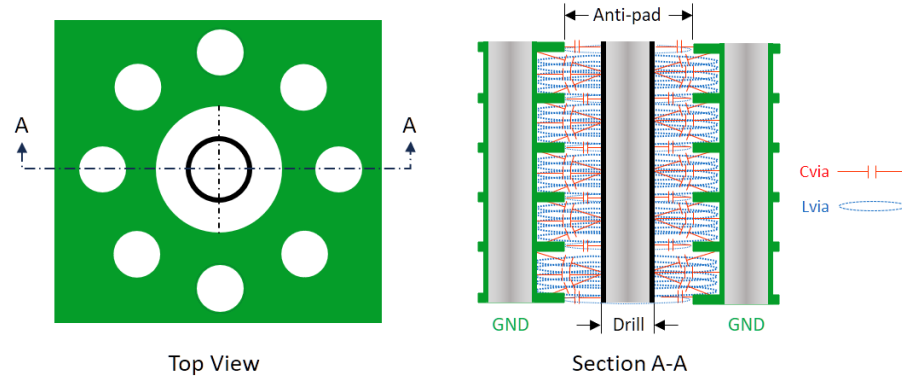 Anti-pad
A
A
Cvia
Lvia
GND
Drill
GND
Top View
Section A-A